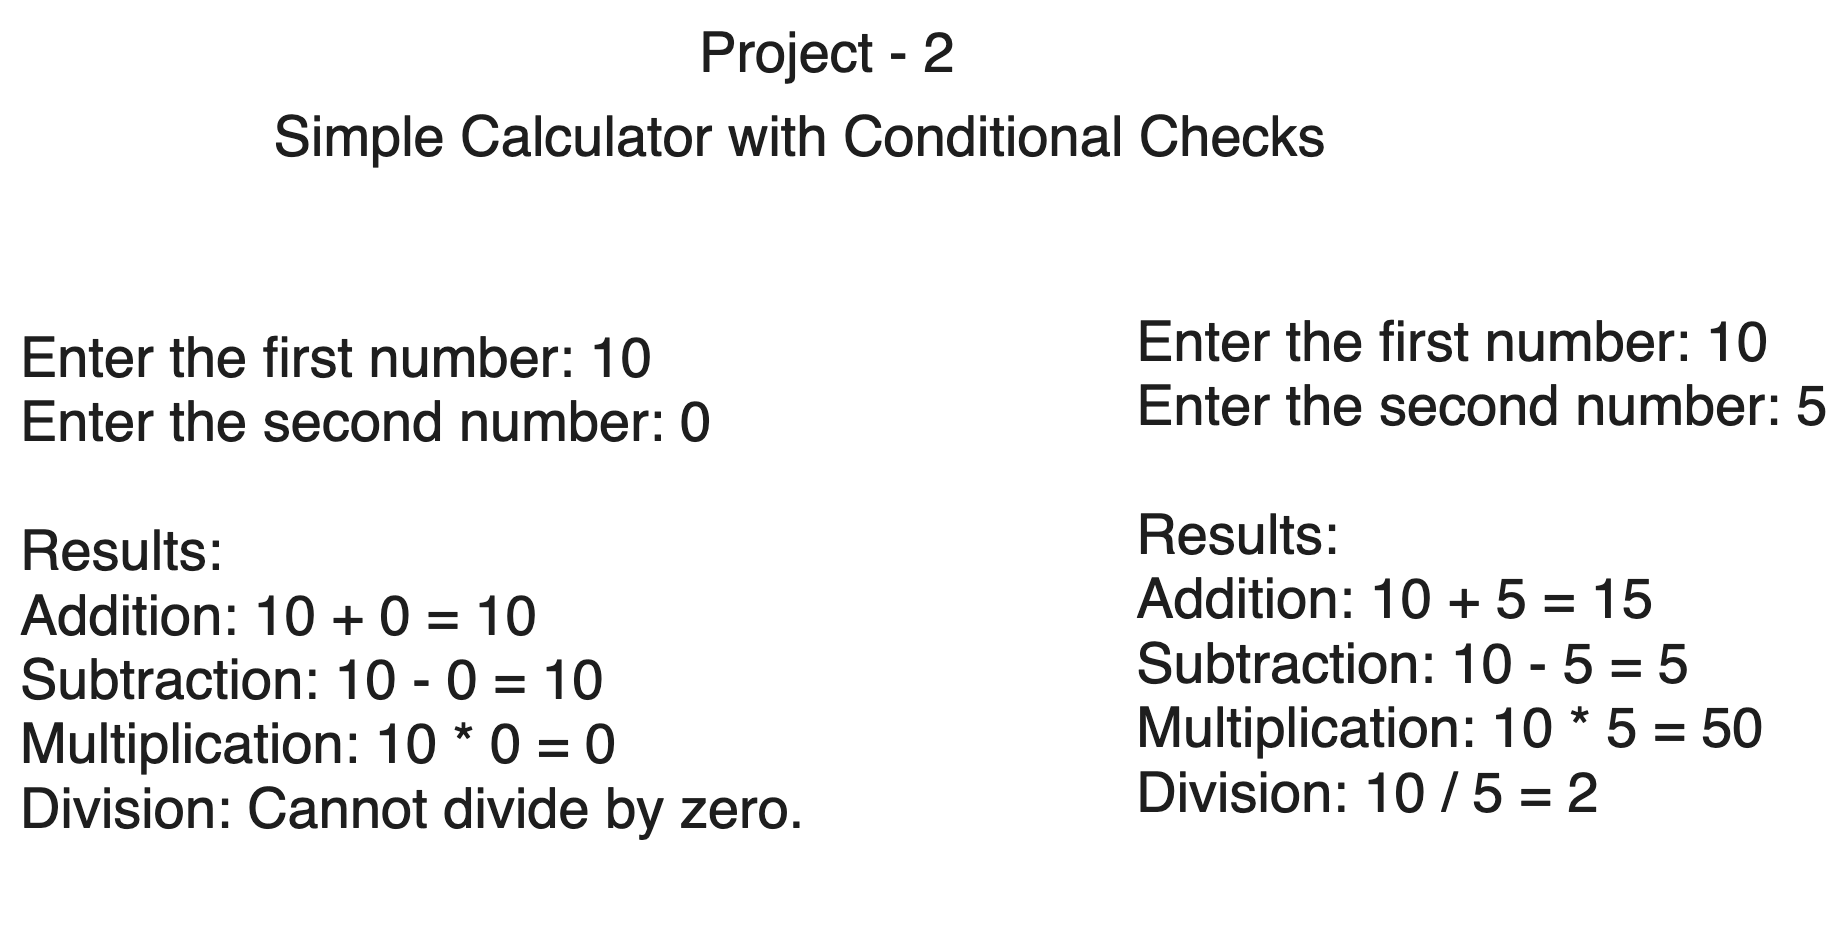 Project - 2
Simple Calculator with Conditional Checks
Enter the first number: 10
Enter the second number: 0
Results:
Addition: 10 + 0 = 10
Subtraction: 10 - 0 = 10
Multiplication: 10 * 0 = 0
Division: Cannot divide by zero.
Enter the first number: 10
Enter the second number: 5
Results:
Addition: 10 + 5 = 15
Subtraction: 10 - 5 = 5
Multiplication: 10 * 5 = 50
Division: 10 / 5 = 2